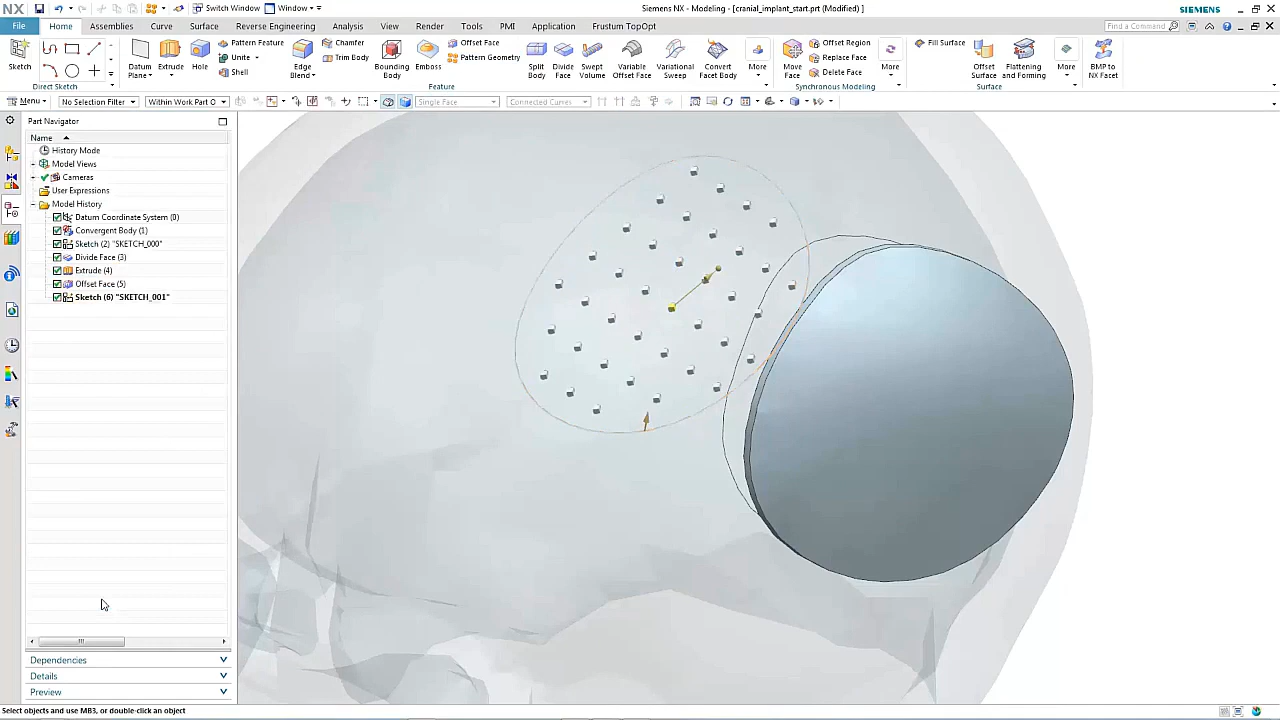 NX
Switch Window
Window
Siemens NX - Modeling - [cranial_implant_start.prt (Modified) ]
SIEMENS
File
Home
Assemblies
Curve
Surface
Reverse Engineering
Analysis
View
Render
Tools
PMI
Application
Frustum TopOpt
Find a Command
Sketch
Direct Sketch
Datum Plane
Extrude
Hole
Pattern Feature
Unite
Shell
Edge Blend
Chamfer
Trim Body
Bounding Body
Emboss
Offset Face
Pattern Geometry
Split Body
Divide Face
Swept Volume
Variable Offset Face
Variational Sweep
Convert Facet Body
More
Feature
Move Face
Offset Region
Replace Face
Delete Face
More
Synchronous Modeling
Fill Surface
Offset Surface
Flattening and Forming
More
Surface
BMP to NX Facet
Menu
No Selection Filter
Within Work Part O
Single Face
Connected Curves
Part Navigator
Name
History Mode
Model Views
Cameras
User Expressions
Model History
Datum Coordinate System (0)
Convergent Body (1)
Sketch (2) "SKETCH_000"
Divide Face (3)
Extrude (4)
Offset Face (5)
Sketch (6) "SKETCH_001"
Dependencies
Details
Preview
Select objects and use MB3, or double-click an object